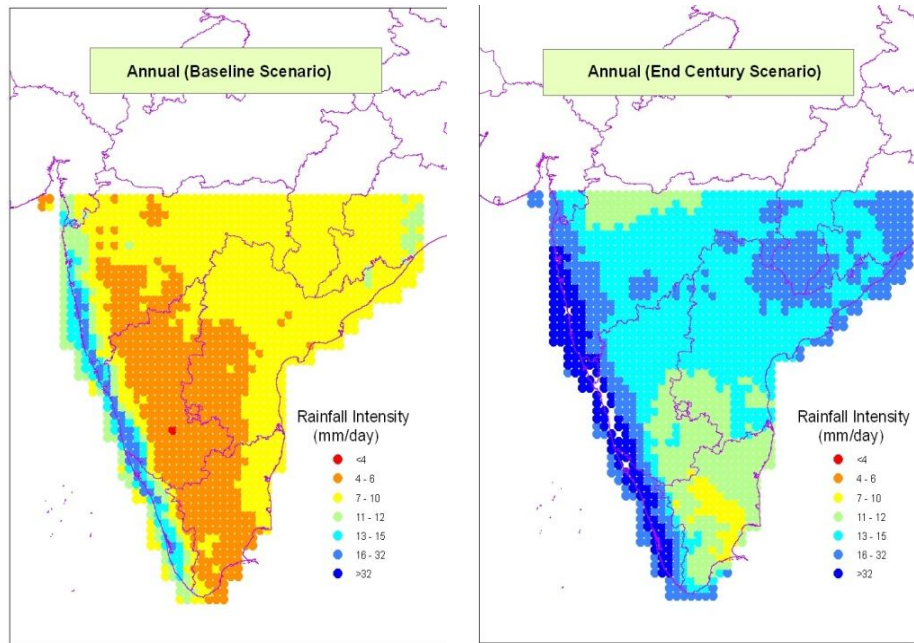 Annual (Baseline Scenario)
Rainfall Intensity
(mm/day)
<4
4 - 6
7 - 10
11 - 12
13 - 15
16 - 32
>32
Annual (End Century Scenario)
Rainfall Intensity
(mm/day)
<4
4 - 6
7 - 10
11 - 12
13 - 15
16 - 32
>32